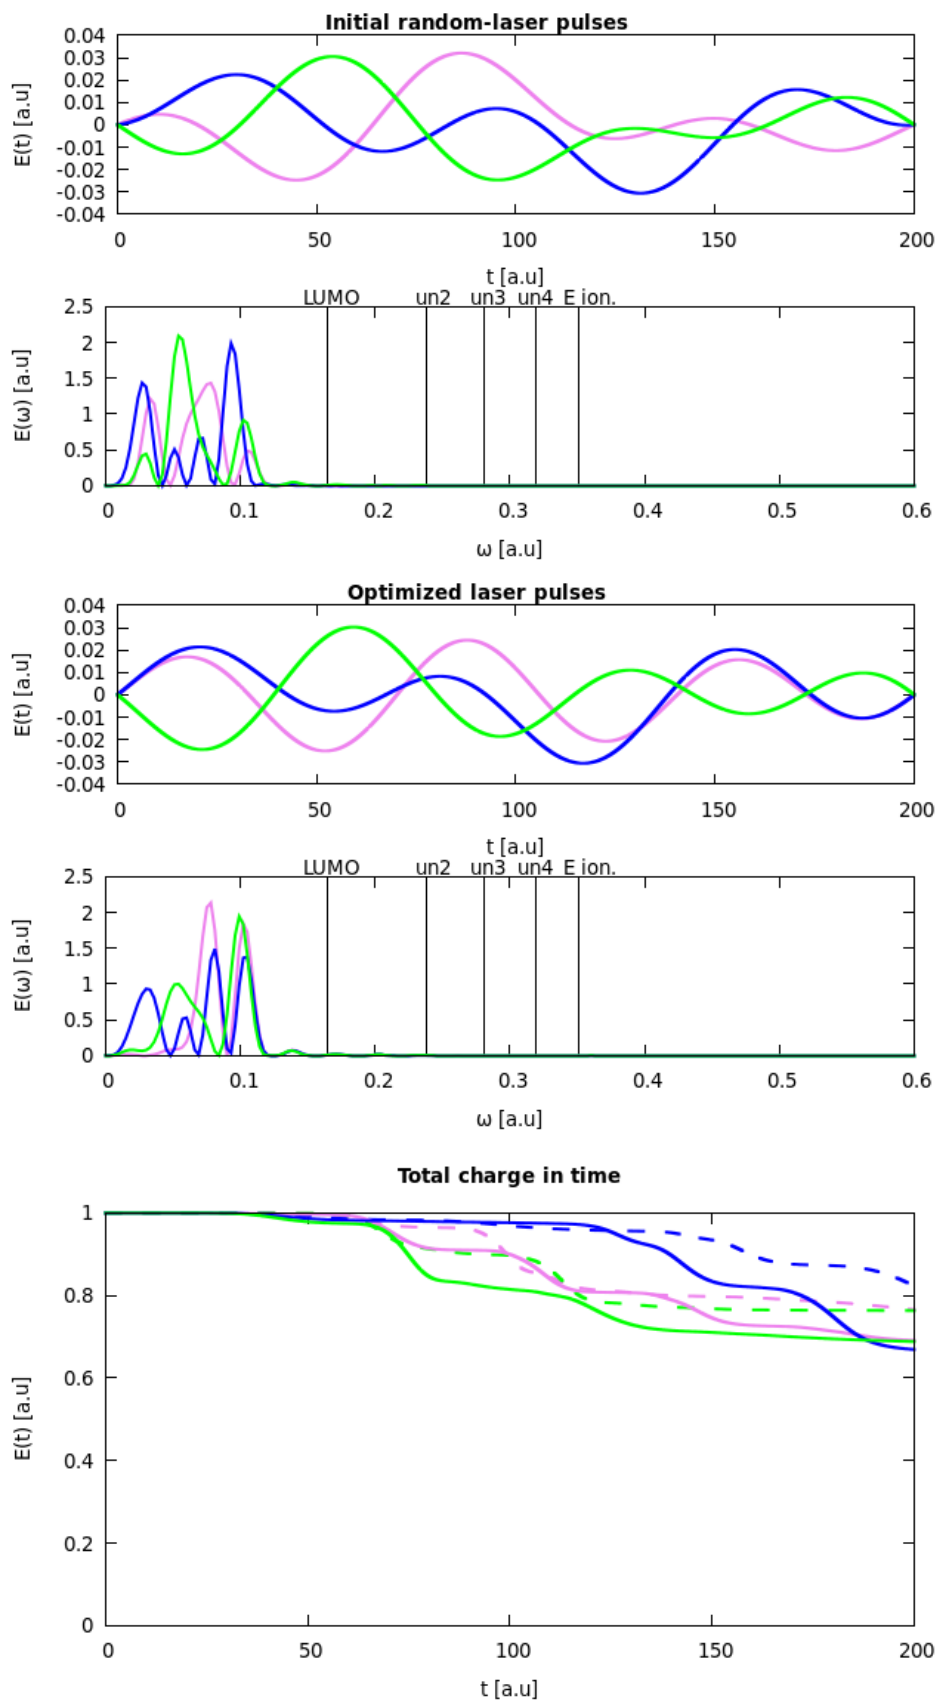 Initial random-laser pulses
0.04
0.03
0.02
0.01
0
-0.01
-0.02
-0.03
-0.04
E(t) [a.u]
0 50 100 150 200
t [a.u]
LUMO un2 un3 un4 E ion.
2.5
2
1.5
1
0.5
0
E(ω) [a.u]
0 0.1 0.2 0.3 0.4 0.5 0.6
ω [a.u]
Optimized laser pulses
0.04
0.03
0.02
0.01
0
-0.01
-0.02
-0.03
-0.04
E(t) [a.u]
0 50 100 150 200
t [a.u]
LUMO un2 un3 un4 E ion.
2.5
2
1.5
1
0.5
0
E(ω) [a.u]
0 0.1 0.2 0.3 0.4 0.5 0.6
ω [a.u]
Total charge in time
1
0.8
0.6
0.4
0.2
0
E(t) [a.u]
0 50 100 150 200
t [a.u]